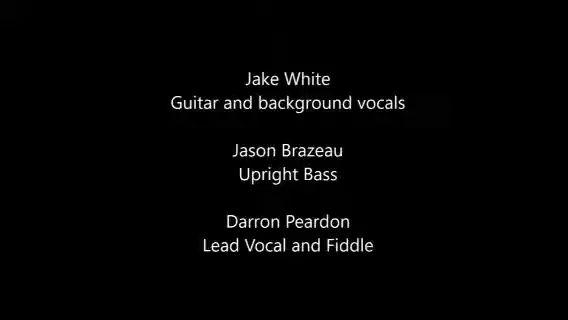 Jake White
Guitar and background vocals
Jason Brazeau
Upright Bass
Darron Peardon
Lead Vocal and Fiddle